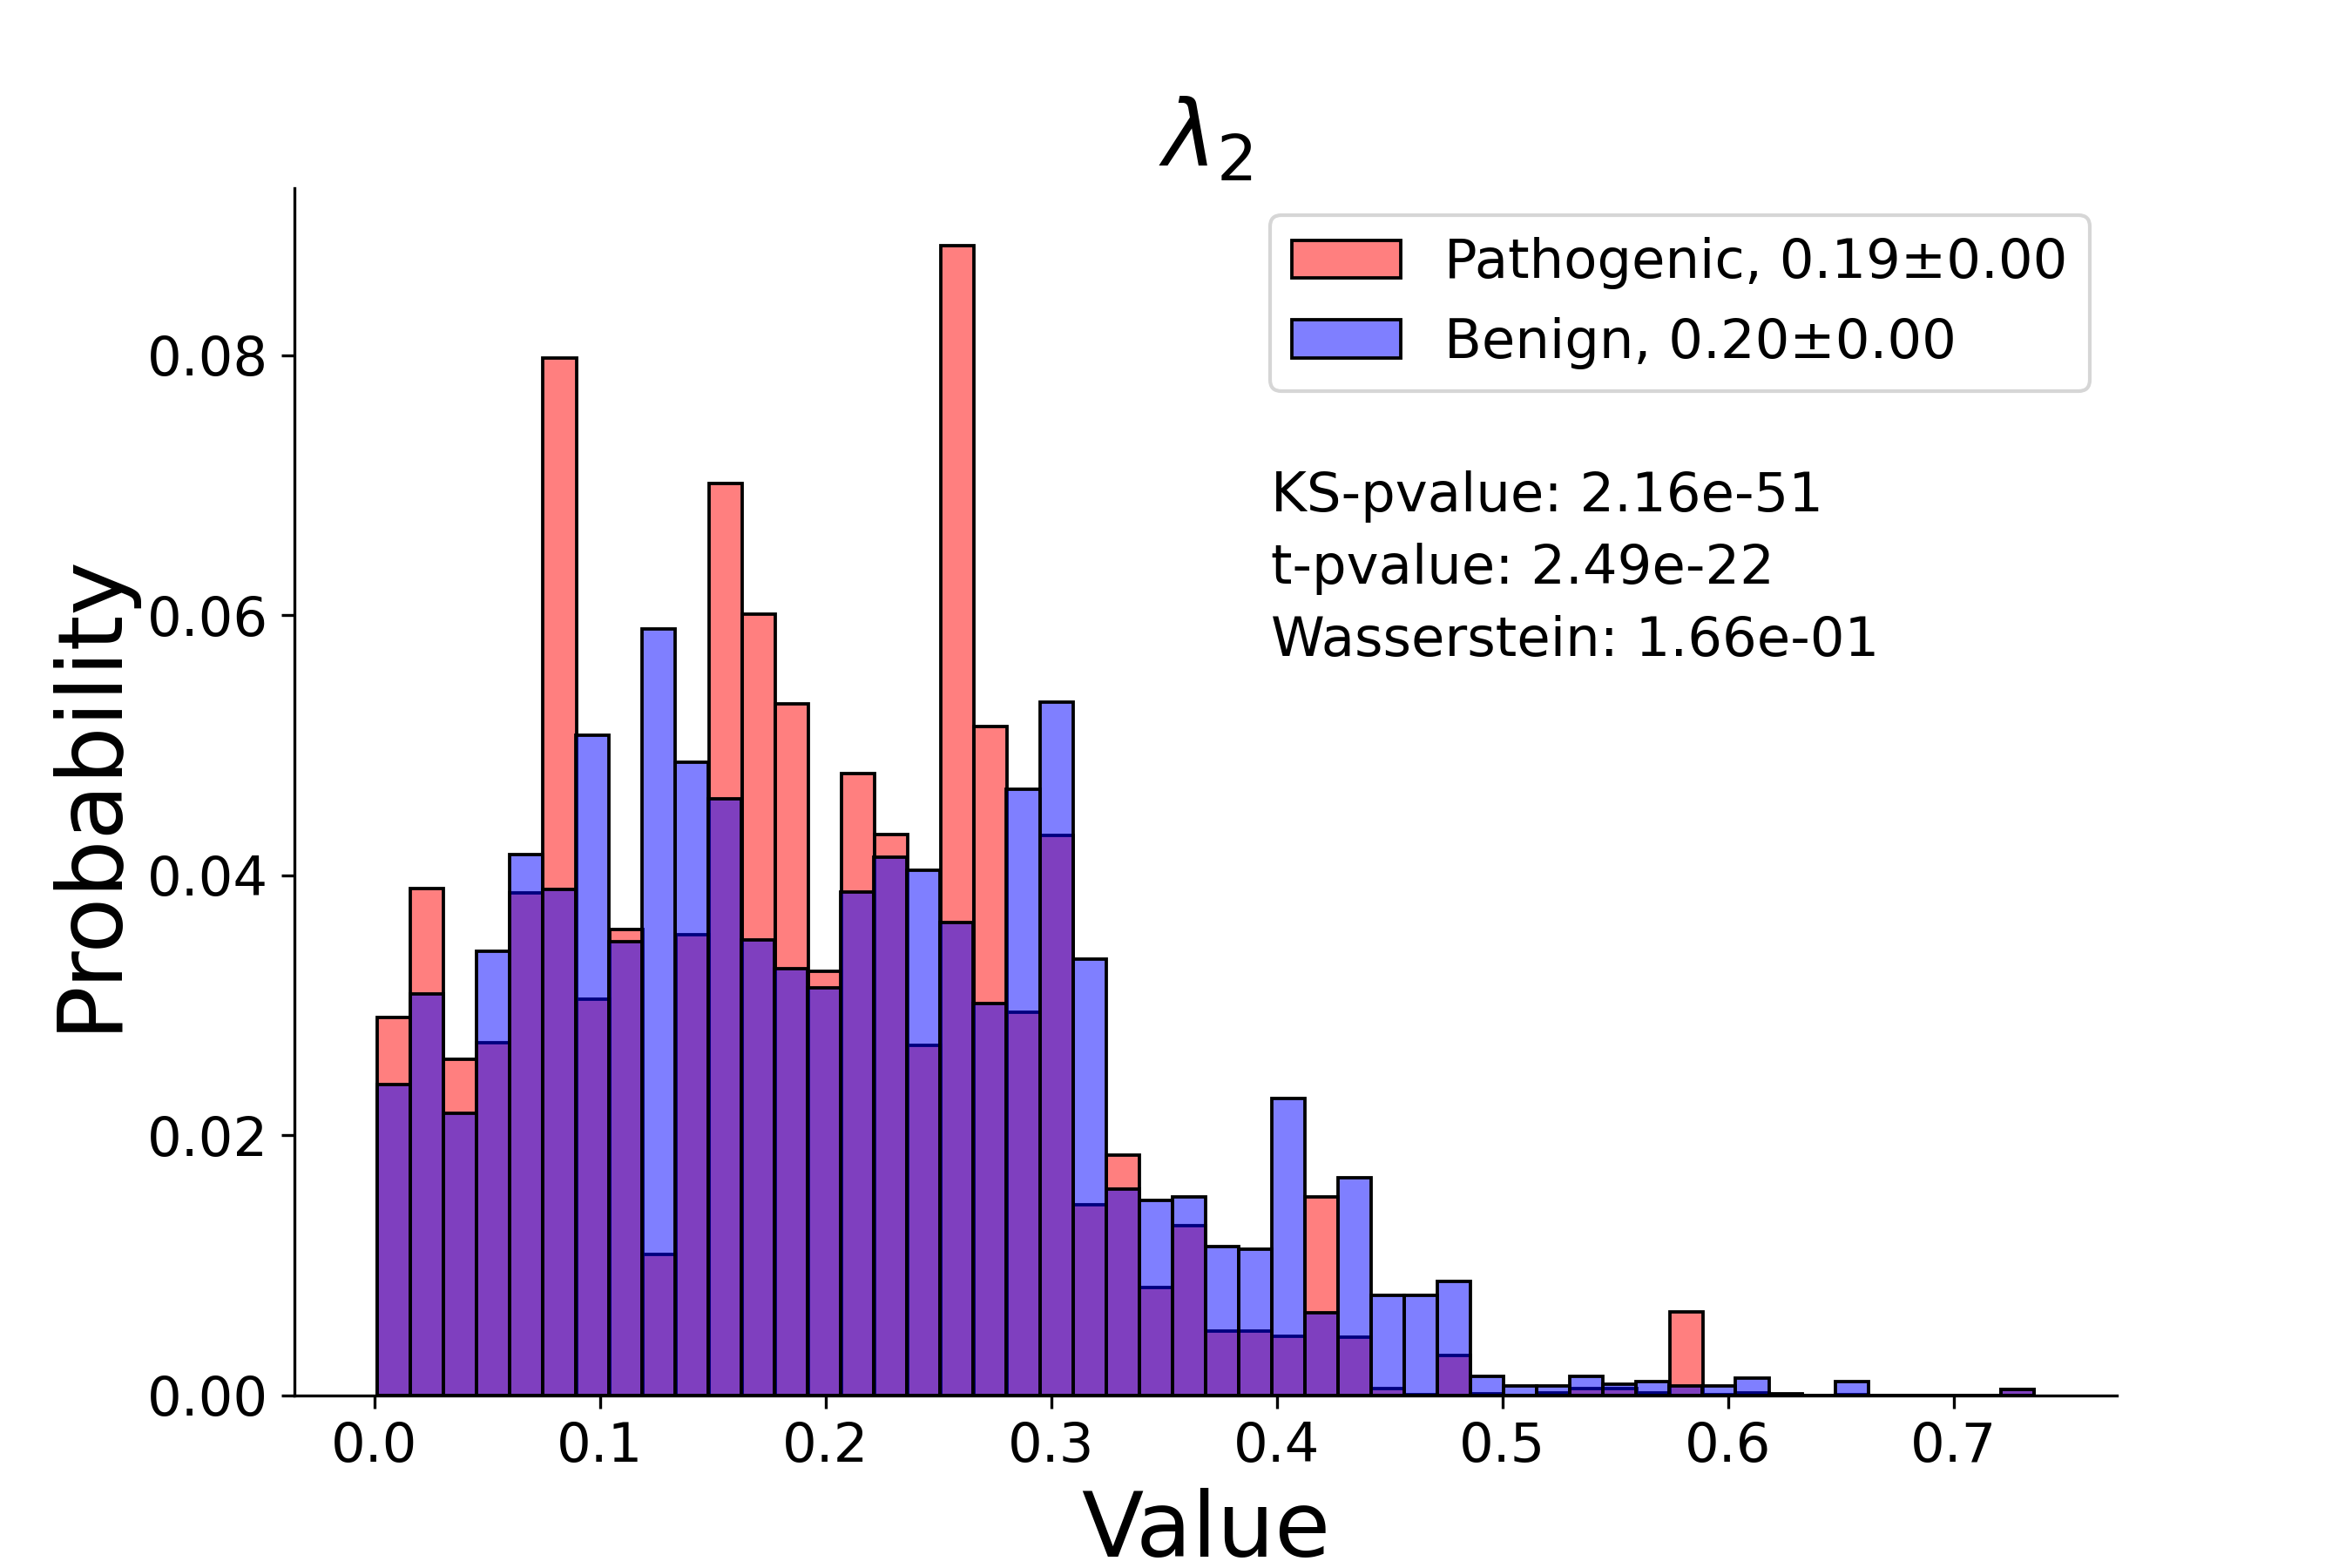 λ2
Pathogenic, 0.19±0.00
Benign, 0.20±0.00
KS-pvalue: 2.16e-51
t-pvalue: 2.49e-22
Wasserstein: 1.66e-01
Probability
0.08
0.06
0.04
0.02
0.00
0.0 0.1 0.2 0.3 0.4 0.5 0.6 0.7
Value